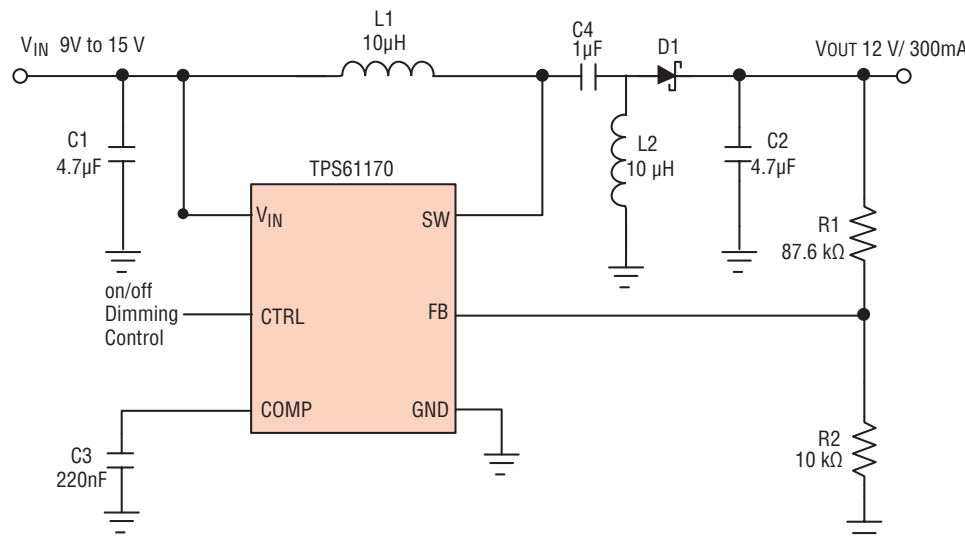 L1
10µH
C4
1µF
D1
VIN 9V to 15 V
VOUT 12 V/ 300mA
C1
4.7µF
L2
10 µH
C2
4.7µF
TPS61170
VIN
SW
R1
87.6 kΩ
on/off
Dimming
Control
CTRL
FB
COMP
GND
C3
220nF
R2
10 kΩ